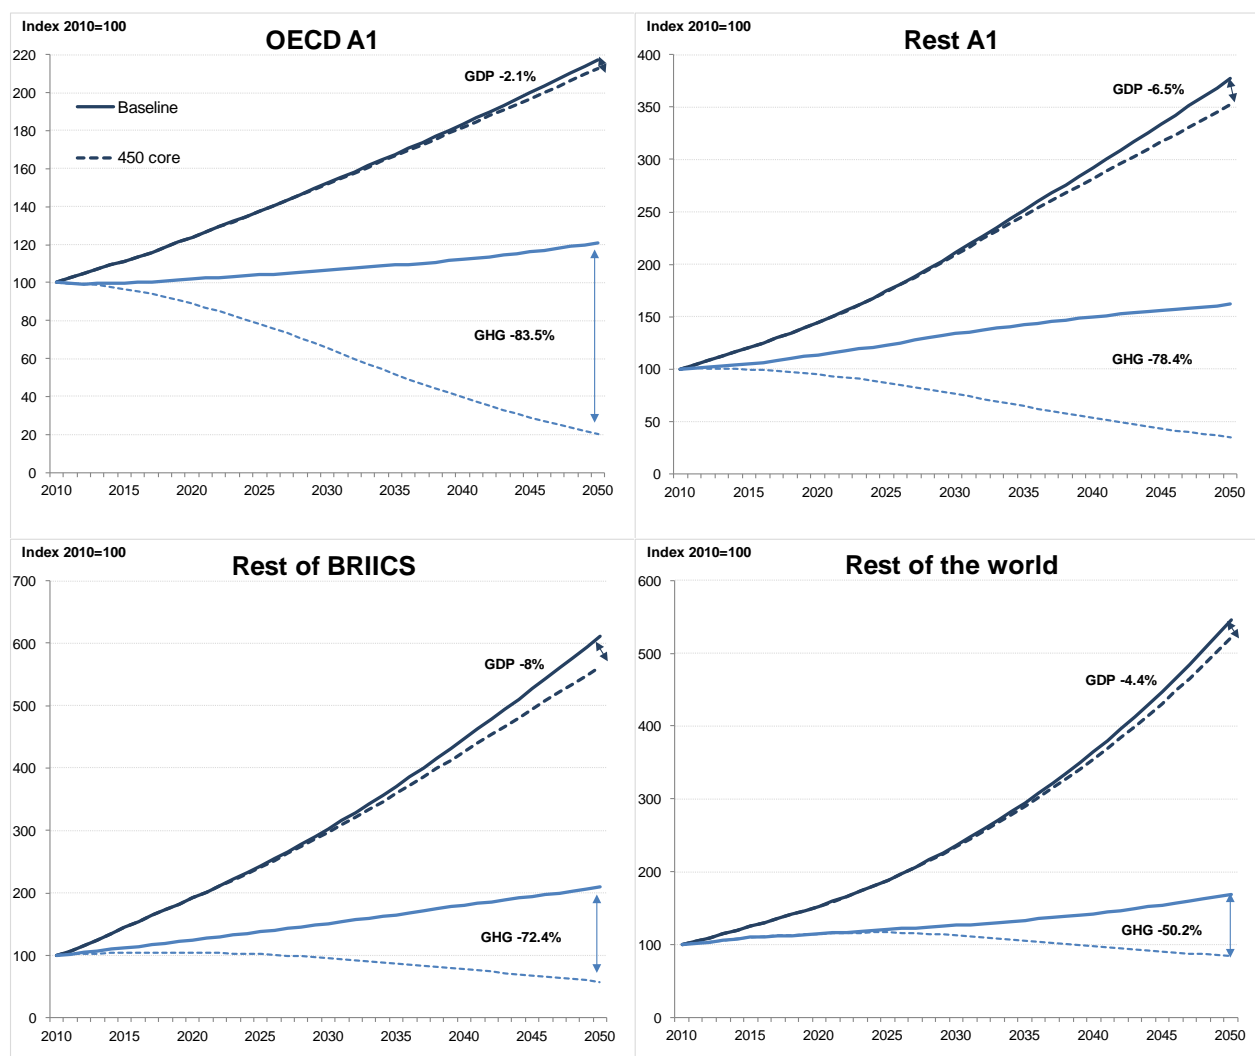 Index 2010=100
OECD A1
220
200
180
160
140
120
100
80
60
40
20
0
GDP -2.1%
Baseline
450 core
GHG -83.5%
2010 2015 2020 2025 2030 2035 2040 2045 2050
Index 2010=100
Rest A1
400
350
300
250
200
150
100
50
0
GDP -6.5%
GHG -78.4%
2010 2015 2020 2025 2030 2035 2040 2045 2050
Index 2010=100
Rest of BRIICS
700
600
500
400
300
200
100
0
GDP -8%
GHG -72.4%
2010 2015 2020 2025 2030 2035 2040 2045 2050
Index 2010=100
Rest of the world
600
500
400
300
200
100
0
GDP -4.4%
GHG -50.2%
2010 2015 2020 2025 2030 2035 2040 2045 2050